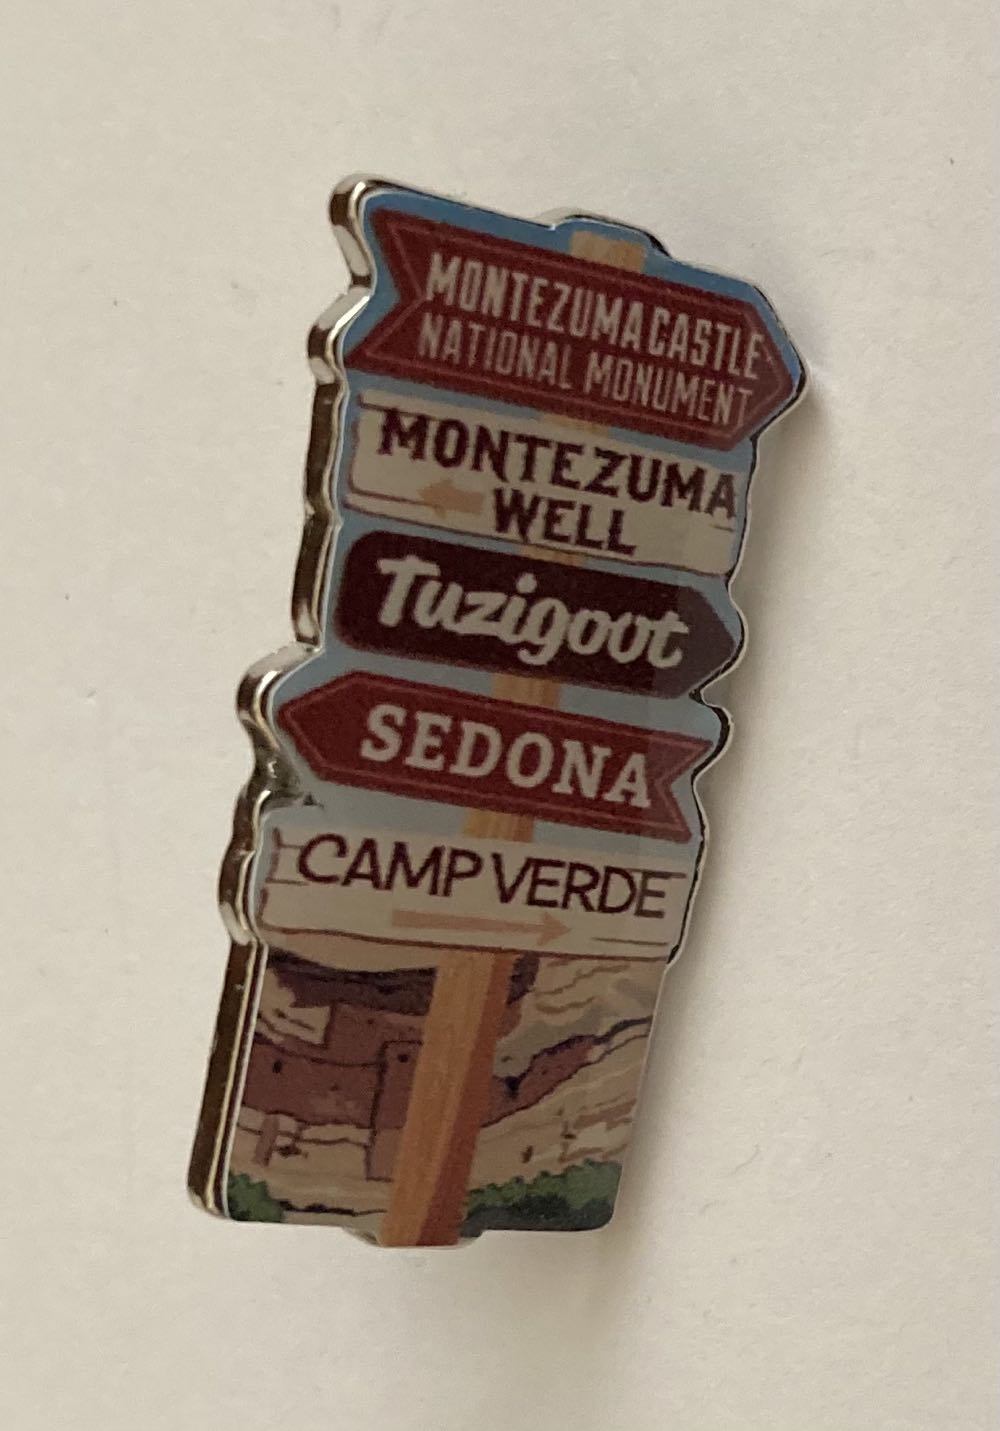 MONTEZUMA CASTLE
NATIONAL MONUMENT
MONTEZUMA
WELL
Tuzigoot
SEDONA
CAMP VERDE